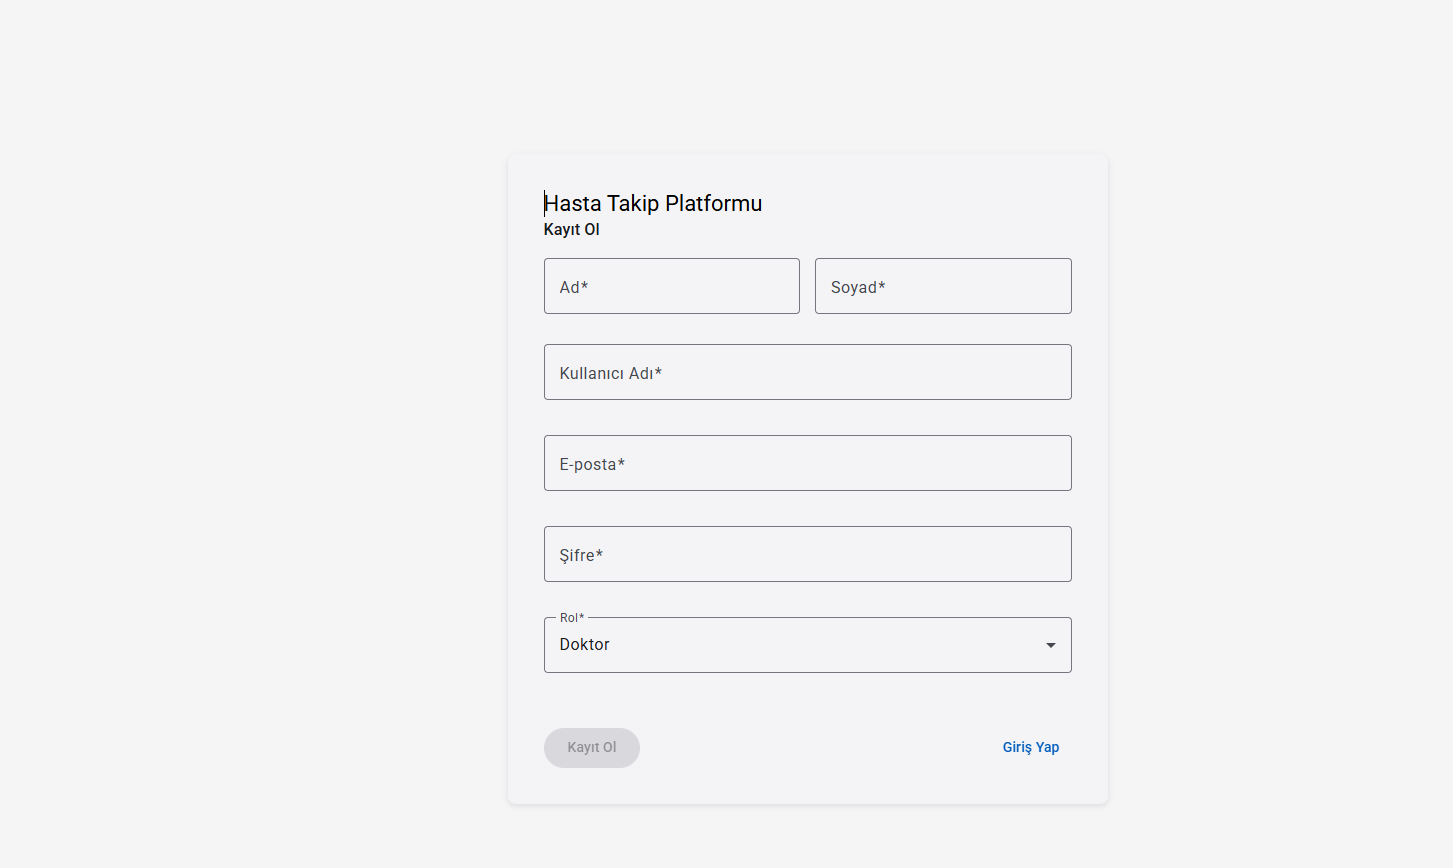 Hasta Takip Platformu
Kayıt Ol
Ad*
Soyad*
Kullanıcı Adı*
E-posta*
Şifre*
Rol*
Doktor
Kayıt Ol
Giriş Yap